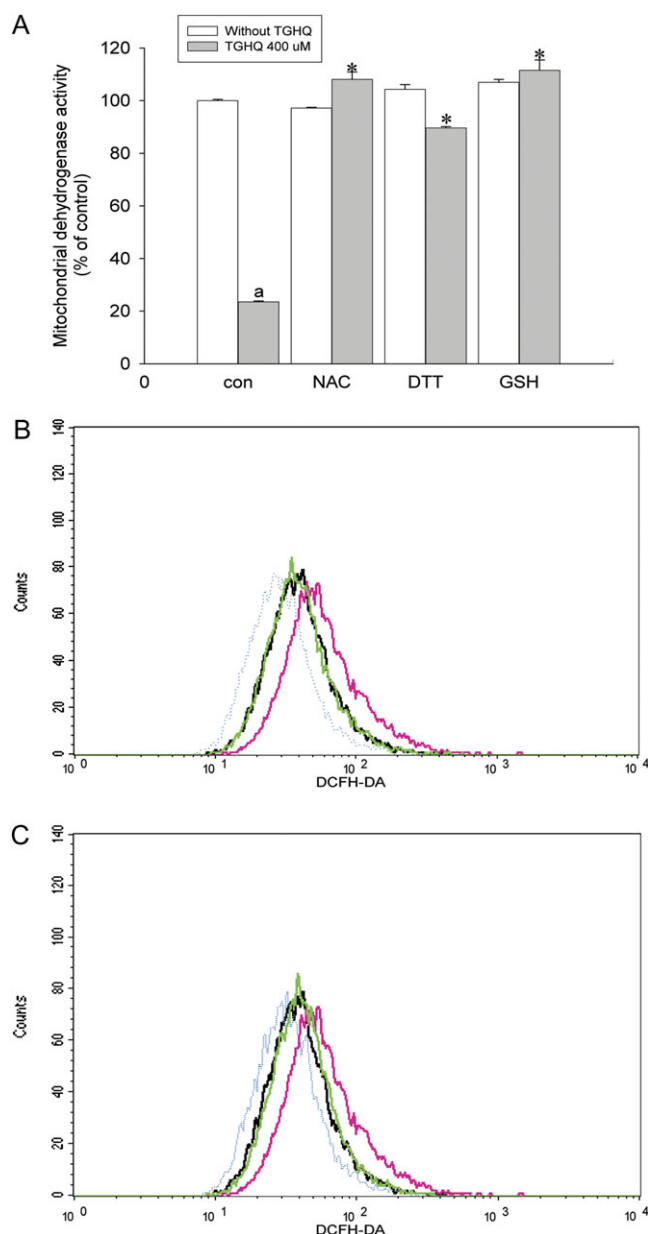 A
Without TGHQ
TGHQ 400 uM
Mitochondrial dehydrogenase activity
(% of control)
120
100
80
60
40
20
0
a
*
*
*
0 con NAC DTT GSH
B
Counts
140
120
100
80
60
40
20
0
10 0 10 1 10 2 10 3 10 4
DCFH-DA
C
Counts
140
120
100
80
60
40
20
0
10 0 10 1 10 2 10 3 10 4
DCFH-DA